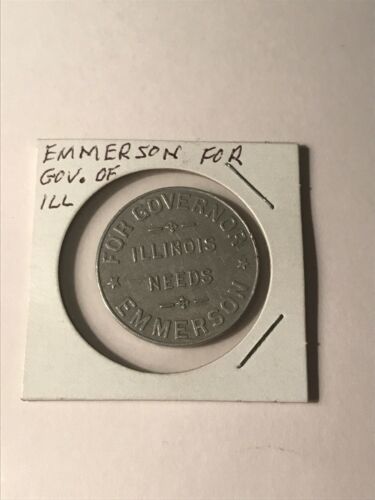 EMMERSON FOR
GOV. OF
ILL
FOR GOVERNOR
ILLINOIS
NEEDS
EMMERSON